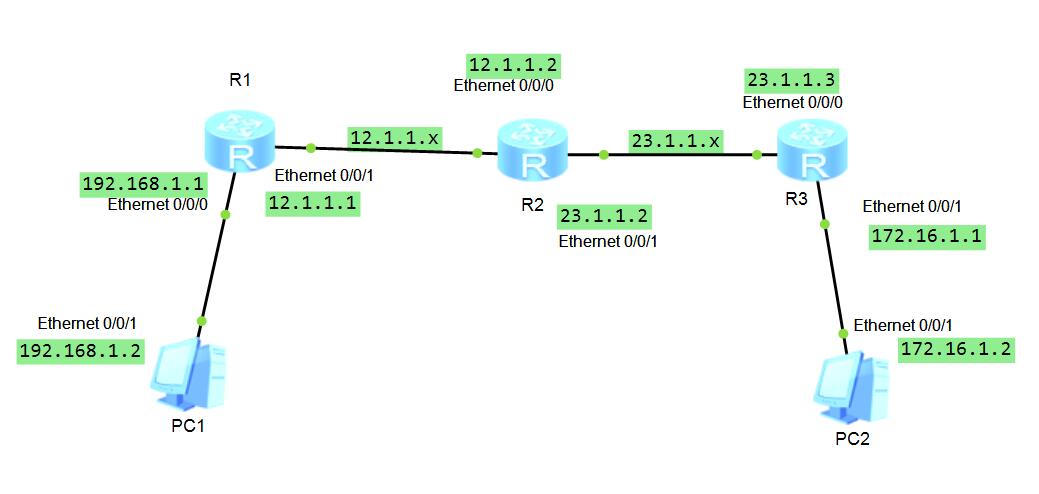 12.1.1.2
Ethernet 0/0/0
23.1.1.3
Ethernet 0/0/0
R1
12.1.1.x
23.1.1.x
R
R
R
Ethernet 0/0/1
12.1.1.1
192.168.1.1
Ethernet 0/0/0
R2
23.1.1.2
Ethernet 0/0/1
R3
Ethernet 0/0/1
172.16.1.1
Ethernet 0/0/1
192.168.1.2
PC1
Ethernet 0/0/1
172.16.1.2
PC2